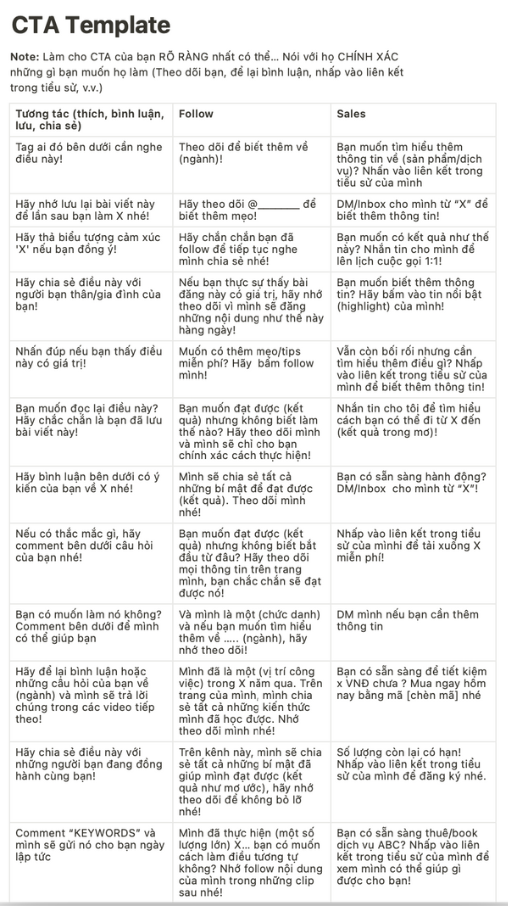 CTA Template
Note: Làm cho CTA của bạn RÕ RÀNG nhất có thể... Nói với họ CHÍNH XÁC
những gì bạn muốn họ làm (Theo dõi bạn, để lại bình luận, nhấp vào liên kết
trong tiểu sử, v.v.)
Tương tác (thích, bình luận,
lưu, chia sẻ)
Follow
Sales
Tag ai đó bên dưới cần nghe
điều này!
Theo dõi để biết thêm về
(ngành)!
Bạn muốn tìm hiểu thêm
thông tin về (sản phẩm/dịch
vụ)? Nhấn vào liên kết trong
tiểu sử của mình
Hãy nhớ lưu lại bài viết này
để lần sau bạn làm X nhé!
Hãy theo dõi @________ để
biết thêm mẹo!
DM/Inbox cho mình từ "X" để
biết thêm thông tin!
Hãy thả biểu tượng cảm xúc
'X' nếu bạn đồng ý!
Hãy chắn chắn bạn đã
follow để tiếp tục nghe
mình chia sẻ nhé!
Bạn muốn có kết quả như thế
này? Nhắn tin cho mình để
lên lịch cuộc gọi 1:1!
Hãy chia sẻ điều này với
người bạn thân/gia đình của
bạn!
Nếu bạn thực sự thấy bài
đăng này có giá trị, hãy nhớ
theo dõi vì mình sẽ đăng
những nội dung như thế này
hàng ngày!
Bạn muốn biết thêm thông
tin? Hãy bấm vào tin nổi bật
(highlight) của mình!
Nhấn đúp nếu bạn thấy điều
này có giá trị!
Muốn có thêm mẹo/tips
miễn phí? Hãy bấm follow
mình!
Vẫn còn bối rối nhưng cần
tìm hiểu thêm điều gì? Nhấp
vào liên kết trong tiểu sử của
mình để biết thêm thông tin!
Bạn muốn đọc lại điều này?
Hãy chắc chắn là bạn đã lưu
bài viết này!
Bạn muốn đạt được (kết
quả) nhưng không biết làm
thế nào? Hãy theo dõi mình
và mình sẽ chỉ cho bạn
chính xác cách thực hiện!
Nhắn tin cho tôi để tìm hiểu
cách bạn có thể đi từ X đến
(kết quả trong mơ)!
Hãy bình luận bên dưới có ý
kiến của bạn về X nhé!
Mình sẽ chia sẻ tất cả
những bí mật để đạt được
(kết quả). Theo dõi mình
nhé!
Bạn có sẵn sàng hành động?
DM/Inbox cho mình từ "X"!
Nếu có thắc mắc gì, hãy
comment bên dưới câu hỏi
của bạn nhé!
Bạn muốn đạt được (kết
quả) nhưng không biết bắt
đầu từ đâu? Hãy theo dõi
mọi thông tin trên trang
mình, bạn chắc chắn sẽ đạt
được nó!
Nhấp vào liên kết trong tiểu
sử của mìnhi để tải xuống X
miễn phí!
Bạn có muốn làm nó không?
Comment bên dưới để mình
có thể giúp bạn
Và mình là một (chức danh)
và nếu bạn muốn tìm hiểu
thêm về ..... (ngành), hãy
nhớ theo dõi!
DM mình nếu bạn cần thêm
thông tin
Hãy để lại bình luận hoặc
những câu hỏi của bạn về
(ngành) và mình sẽ trả lời
chúng trong các video tiếp
theo!
Mình đã là một (vị trí công
việc) trong X năm qua. Trên
trang của mình, mình chia
sẻ tất cả những kiến thức
mình đã học được. Nhớ
theo dõi mình nhé!
Bạn có sẵn sàng để tiết kiệm
x VNĐ chưa ? Mua ngay hôm
nay bằng mã [chèn mã] nhé
Hãy chia sẻ điều này với
những người bạn đang đồng
hành cùng bạn!
Trên kênh này, mình sẽ chia
sẻ tất cả những bí mật đã
giúp mình đạt được (kết
quả như mơ ước), hãy nhớ
theo dõi để không bỏ lỡ
nhé!
Số lượng còn lại có hạn!
Nhấp vào liên kết trong tiểu
sử của mình để đăng ký nhé.
Comment "KEYWORDS" và
mình sẽ gửi nó cho bạn ngay
lập tức
Mình đã thực hiện (một số
lượng lớn) X... bạn có muốn
cách làm điều tương tự
không? Nhớ follow nội dung
của mình trong những clip
sau nhé!
Bạn có sẵn sàng thuê/book
dịch vụ ABC? Nhấp vào liên
kết trong tiểu sử của mình để
xem mình có thể giúp gì
được cho bạn!